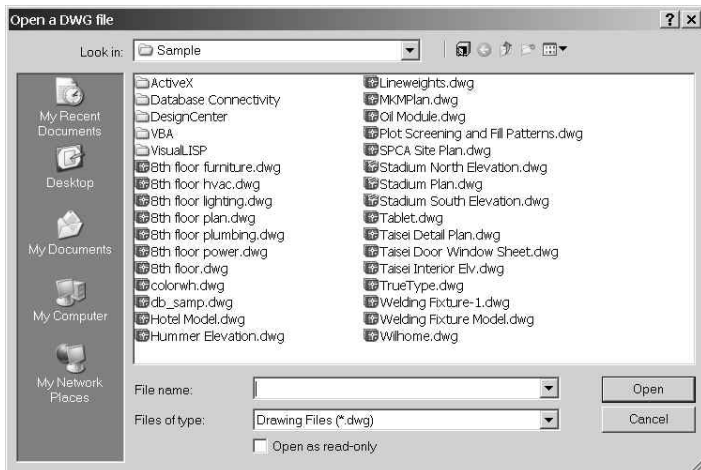 Open a DWG file
Look in:
Sample
My Recent
Documents
Desktop
My Documents
My Computer
My Network
Places
ActiveX
Database Connectivity
DesignCenter
VBA
VisualLISP
8th floor furniture.dwg
8th floor hvac.dwg
8th floor lighting.dwg
8th floor plan.dwg
8th floor plumbing.dwg
8th floor power.dwg
8th floor.dwg
colorwh.dwg
db_samp.dwg
Hotel Model.dwg
Hummer Elevation.dwg
Lineweights.dwg
MKMPlan.dwg
Oil Module.dwg
Plot Screening and Fill Patterns.dwg
SPCA Site Plan.dwg
Stadium North Elevation.dwg
Stadium Plan.dwg
Stadium South Elevation.dwg
Tablet.dwg
Taisei Detail Plan.dwg
Taisei Door Window Sheet.dwg
Taisei Interior Elv.dwg
TrueType.dwg
Welding Fixture-1.dwg
Welding Fixture Model.dwg
Wilhome.dwg
File name:
Open
Files of type:
Drawing Files (*.dwg)
Cancel
Open as read-only